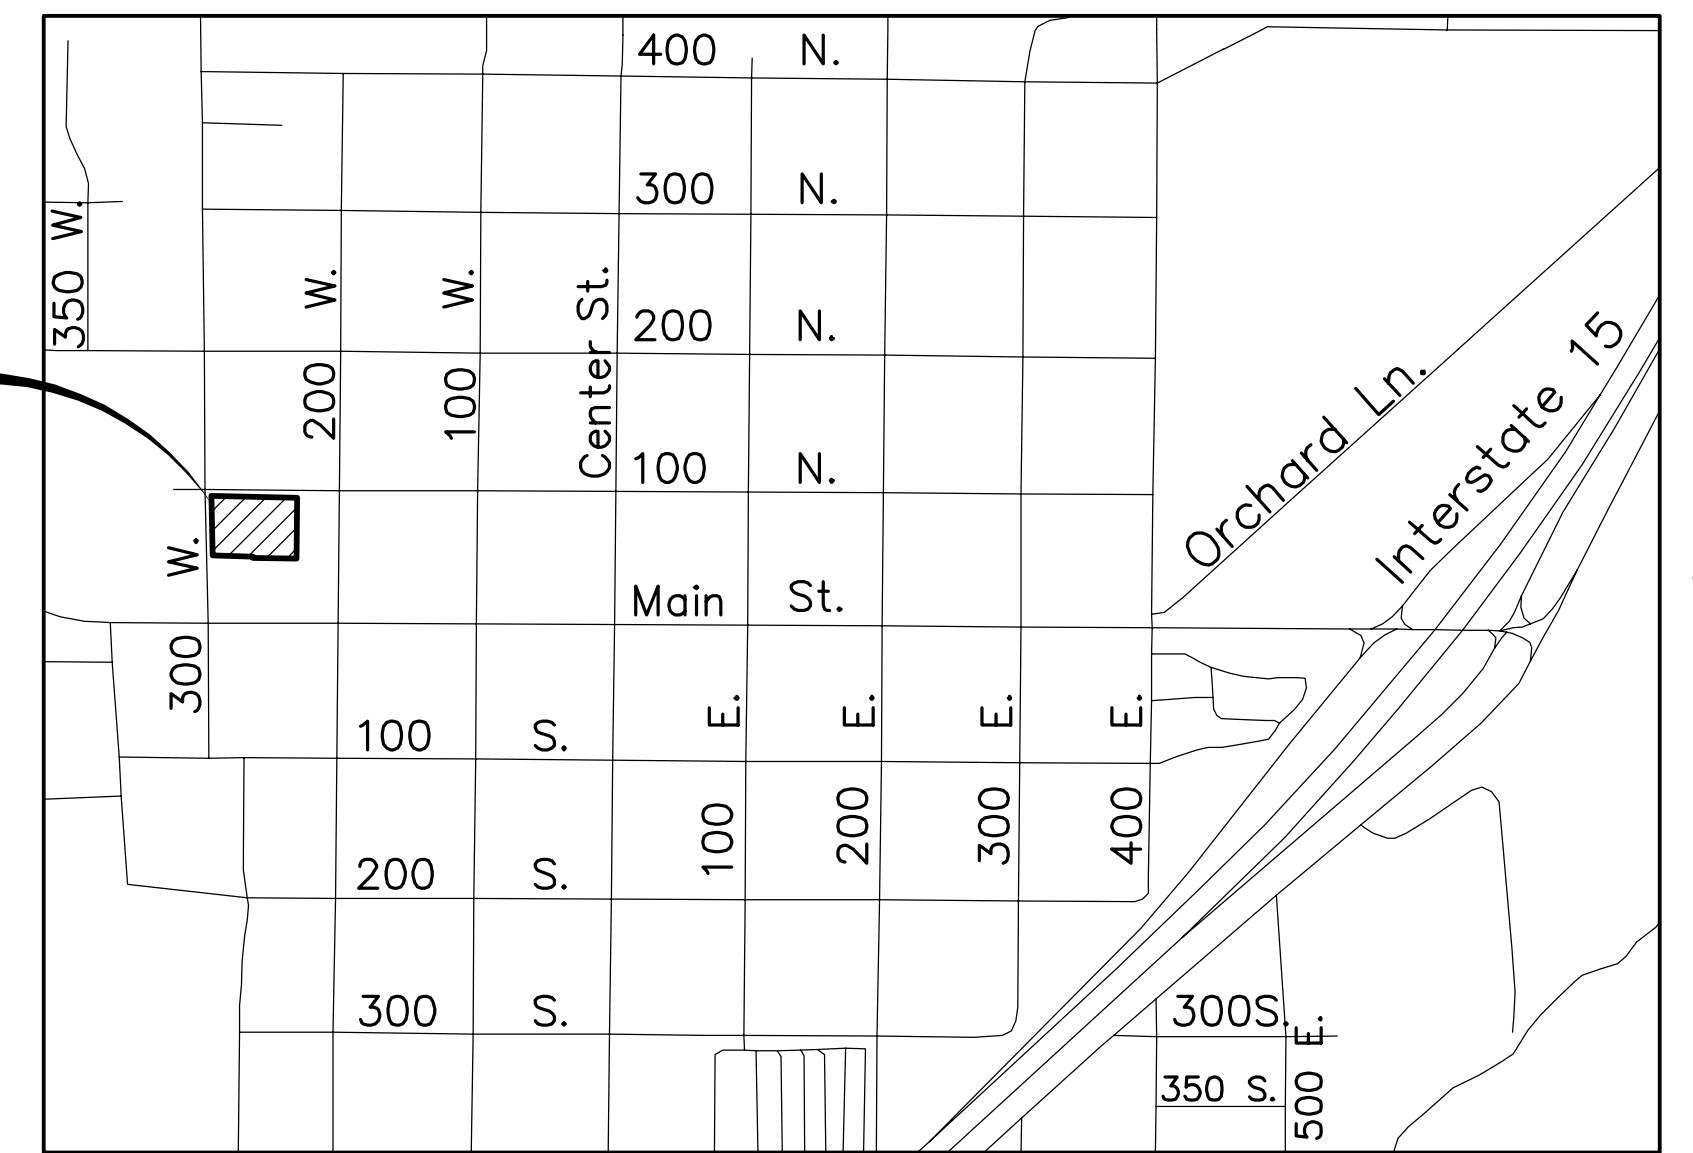 400 N.
300 N.
350 W.
200 W.
100 W.
Center St.
200 N.
100 N.
Orchard Ln.
Interstate 15
300 W.
Main St.
100 S.
100 E.
200 E.
300 E.
400 E.
200 S.
300 S.
300S.
350 S.
500 E.